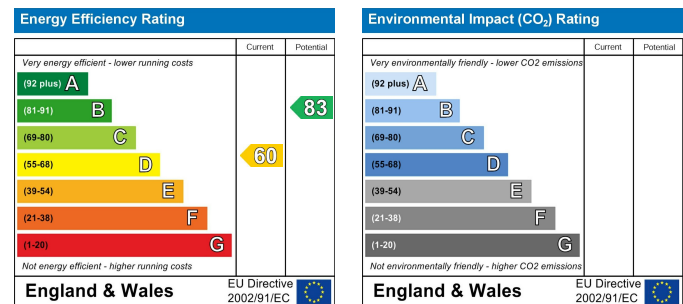 Energy Efficiency Rating
Current Potential
Very energy efficient - lower running costs
(92 plus) A
(81-91) B
(69-80) C
(55-68) D
(39-54) E
(21-38) F
(1-20) G
83
60
Not energy efficient - higher running costs
England & Wales
EU Directive
2002/91/EC
Environmental Impact (CO₂) Rating
Current Potential
Very environmentally friendly - lower CO2 emissions
(92 plus) A
(81-91) B
(69-80) C
(55-68) D
(39-54) E
(21-38) F
(1-20) G
Not environmentally friendly - higher CO2 emissions
England & Wales
EU Directive
2002/91/EC